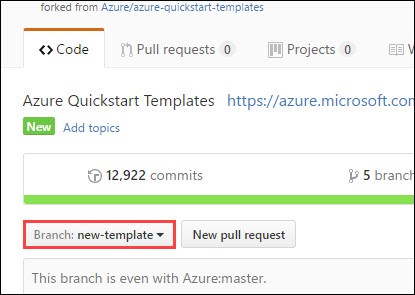 forked from Azure/azure-quickstart-templates
<> Code Pull requests 0 Projects 0
Azure Quickstart Templates https://azure.microsoft.com
New Add topics
12,922 commits 5 branch
Branch: new-template New pull request
This branch is even with Azure:master.